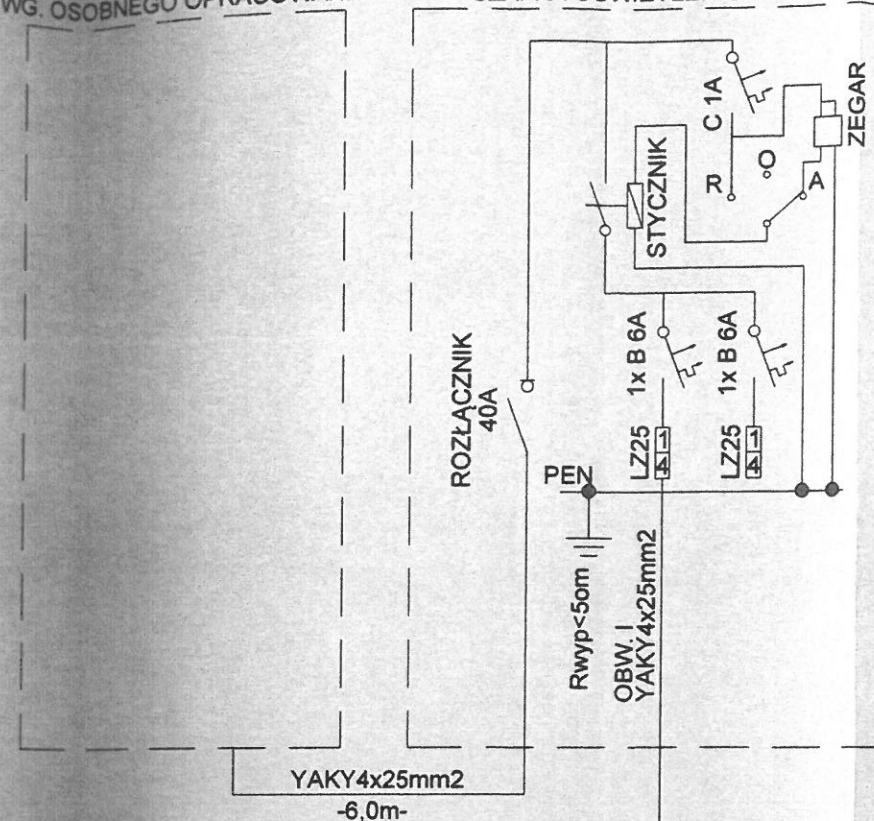 WG. OSOBNEGO
C 1A
ZEGAR
R
O
A
STYCZNIK
ROZŁĄCZNIK
40A
1x B 6A
1x B 6A
LZ25
1
4
LZ25
1
4
PEN
Rwyp<5om
OBW. I
YAKY4x25mm2
YAKY4x25mm2
-6,0m-